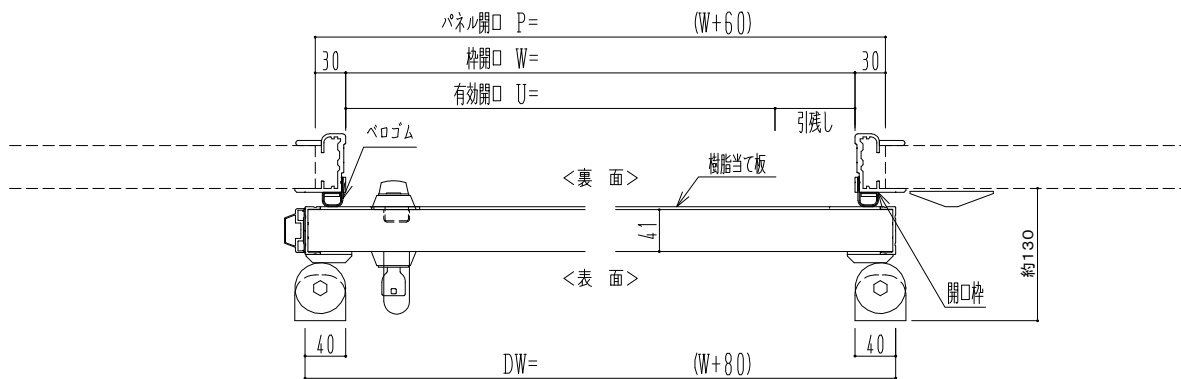 パネル開口 P= (W+60)
30 枠開口 W= 30
有効開口 U=
引残し
ベロゴム
<裏 面>
樹脂当て板
41
<表 面>
約130
開口枠
40 40
DW= (W+80)